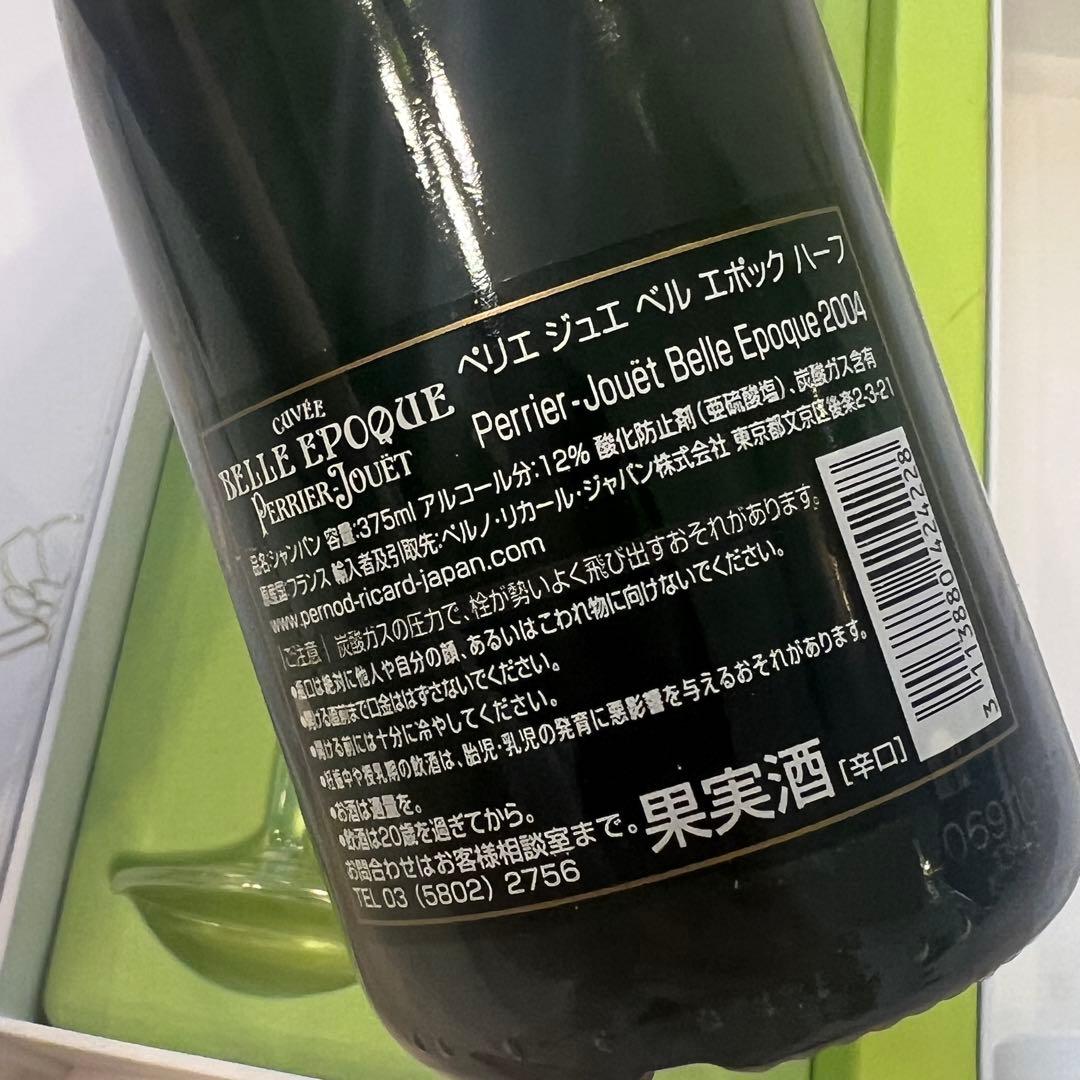 CUVÉE
BELLE EPOQUE
PERRIER-JOUËT
ペリエ ジュエ ベル エポック ハーフ
Perrier-Jouët Belle Epoque 2004
品名:シャンパン 容量:375ml アルコール分:12% 酸化防止剤(亜硫酸塩)、炭酸ガス含有
原産国:フランス 輸入者及引取先:ペルノ・リカール・ジャパン株式会社 東京都文京区後楽2-3-21
www.pernod-ricard-japan.com
[ご注意] 炭酸ガスの圧力で、栓が勢いよく飛び出すおそれがあります。
●瓶口は絶対に他人や自分の顔、あるいはこわれ物に向けないでください。
●開ける直前まで口金ははずさないでください。
●開ける前には十分に冷やしてください。
●妊娠中や授乳期の飲酒は、胎児・乳児の発育に悪影響を与えるおそれがあります。
●お酒は適量を。
●飲酒は20歳を過ぎてから。
お問合わせはお客様相談室まで。
TEL 03 (5802) 2756
果実酒 [辛口]
3 113880 424228